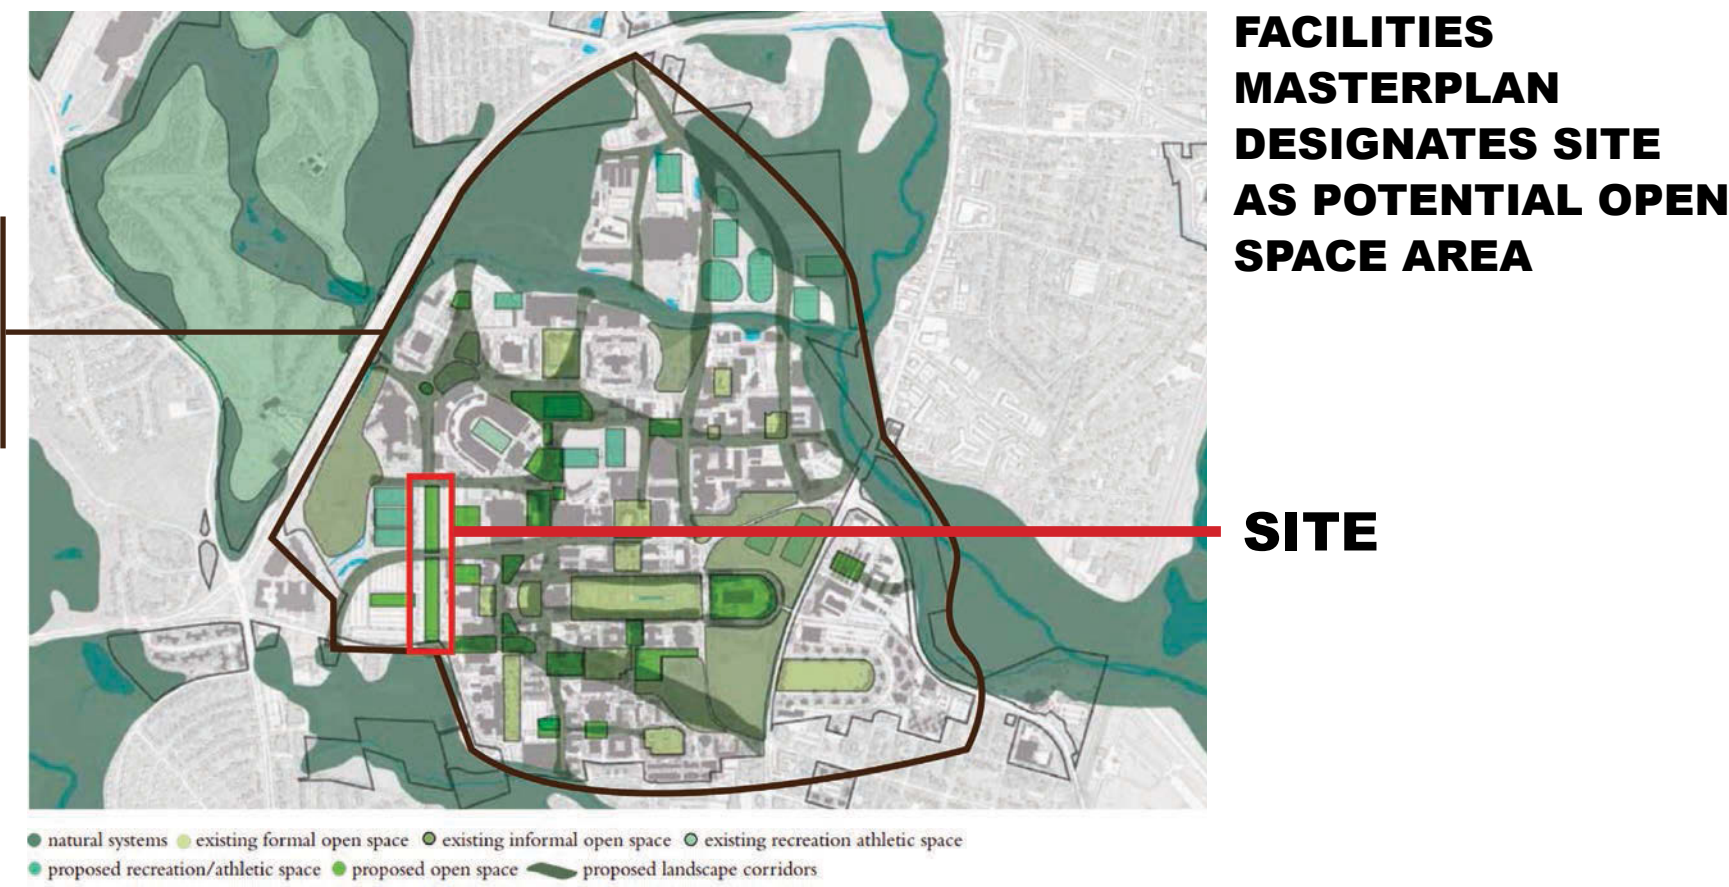 FACILITIES
MASTERPLAN
DESIGNATES SITE
AS POTENTIAL OPEN
SPACE AREA
SITE
natural systems existing formal open space existing informal open space existing recreation athletic space
proposed recreation/athletic space proposed open space proposed landscape corridors